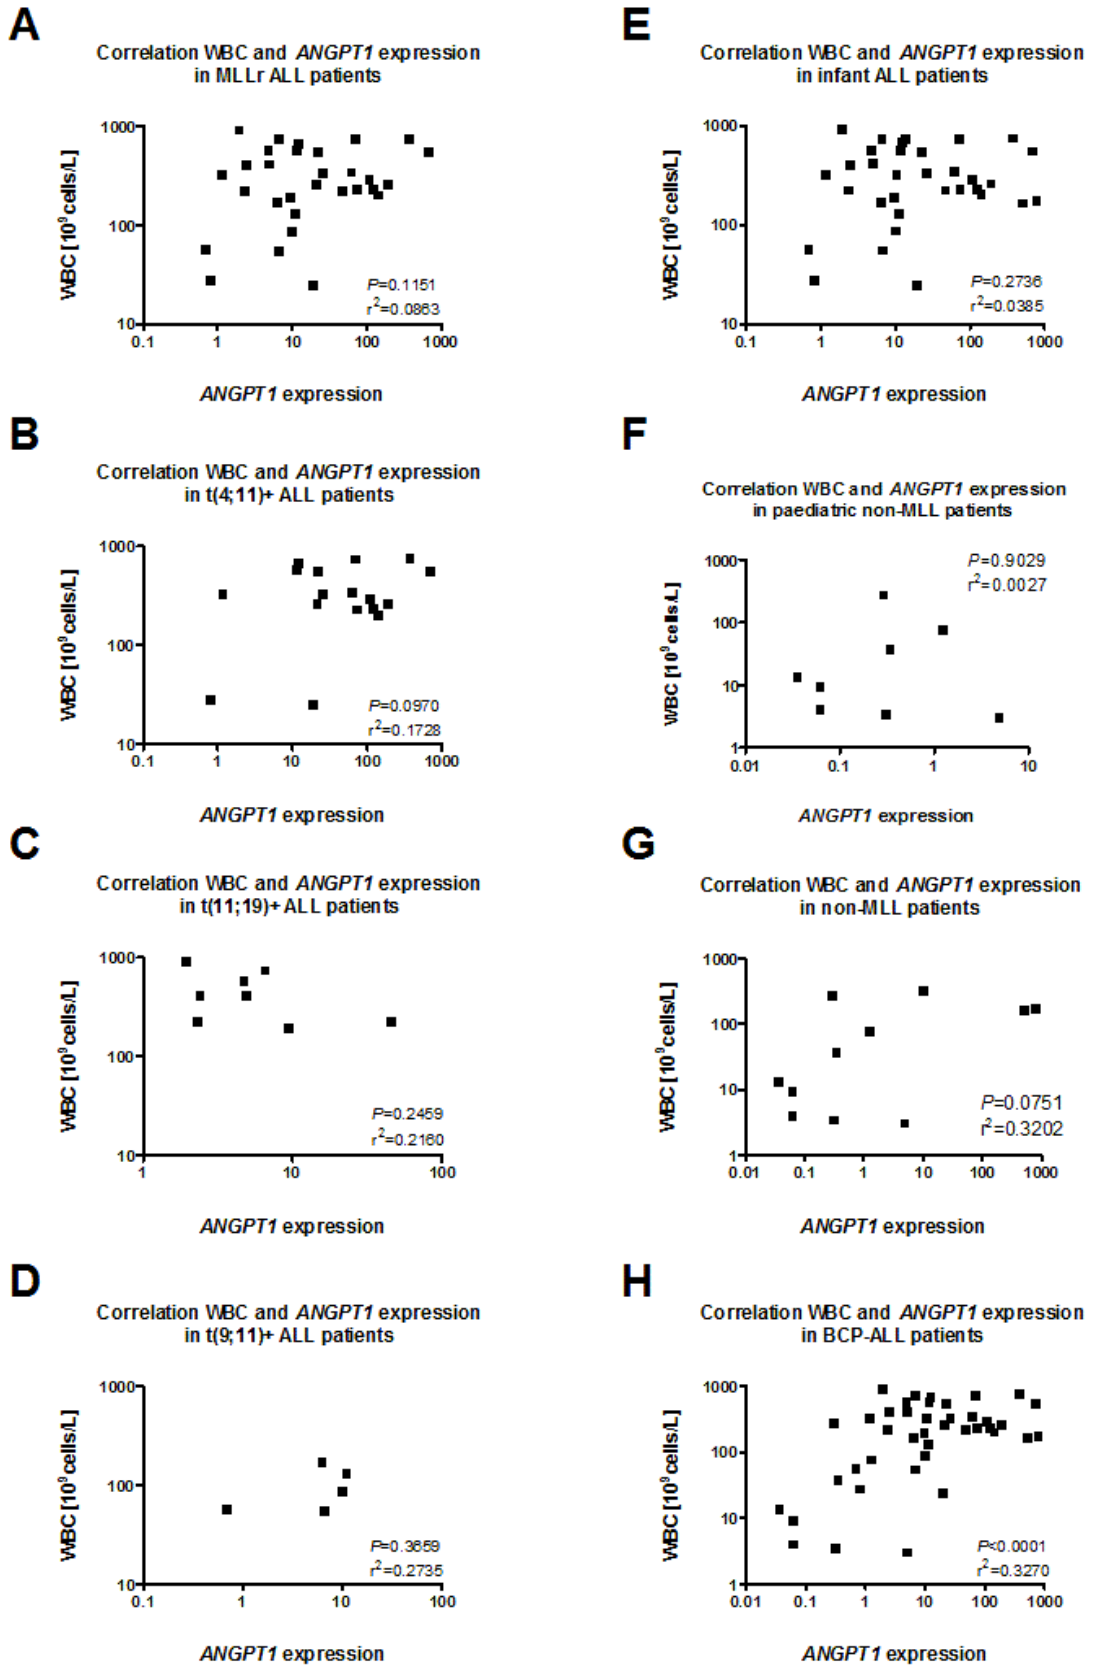 A
Correlation WBC and ANGPT1 expression
in MLLr ALL patients
WBC [10⁹cells/L]
1000
100
10
P=0.1151
r²=0.0863
0.1 1 10 100 1000
ANGPT1 expression
B
Correlation WBC and ANGPT1 expression
in t(4;11)+ ALL patients
WBC [10⁹cells/L]
1000
100
10
P=0.0970
r²=0.1728
0.1 1 10 100 1000
ANGPT1 expression
C
Correlation WBC and ANGPT1 expression
in t(11;19)+ ALL patients
WBC [10⁹cells/L]
1000
100
10
P=0.2459
r²=0.2160
1 10 100
ANGPT1 expression
D
Correlation WBC and ANGPT1 expression
in t(9;11)+ ALL patients
WBC [10⁹cells/L]
1000
100
10
P=0.3659
r²=0.2735
0.1 1 10 100
ANGPT1 expression
E
Correlation WBC and ANGPT1 expression
in infant ALL patients
WBC [10⁹cells/L]
1000
100
10
P=0.2736
r²=0.0385
0.1 1 10 100 1000
ANGPT1 expression
F
Correlation WBC and ANGPT1 expression
in paediatric non-MLL patients
WBC [10⁹cells/L]
P=0.9029
r²=0.0027
1000
100
10
1
0.01 0.1 1 10
ANGPT1 expression
G
Correlation WBC and ANGPT1 expression
in non-MLL patients
WBC [10⁹cells/L]
1000
100
10
1
P=0.0751
r²=0.3202
0.01 0.1 1 10 100 1000
ANGPT1 expression
H
Correlation WBC and ANGPT1 expression
in BCP-ALL patients
WBC [10⁹cells/L]
1000
100
10
1
P<0.0001
r²=0.3270
0.01 0.1 1 10 100 1000
ANGPT1 expression